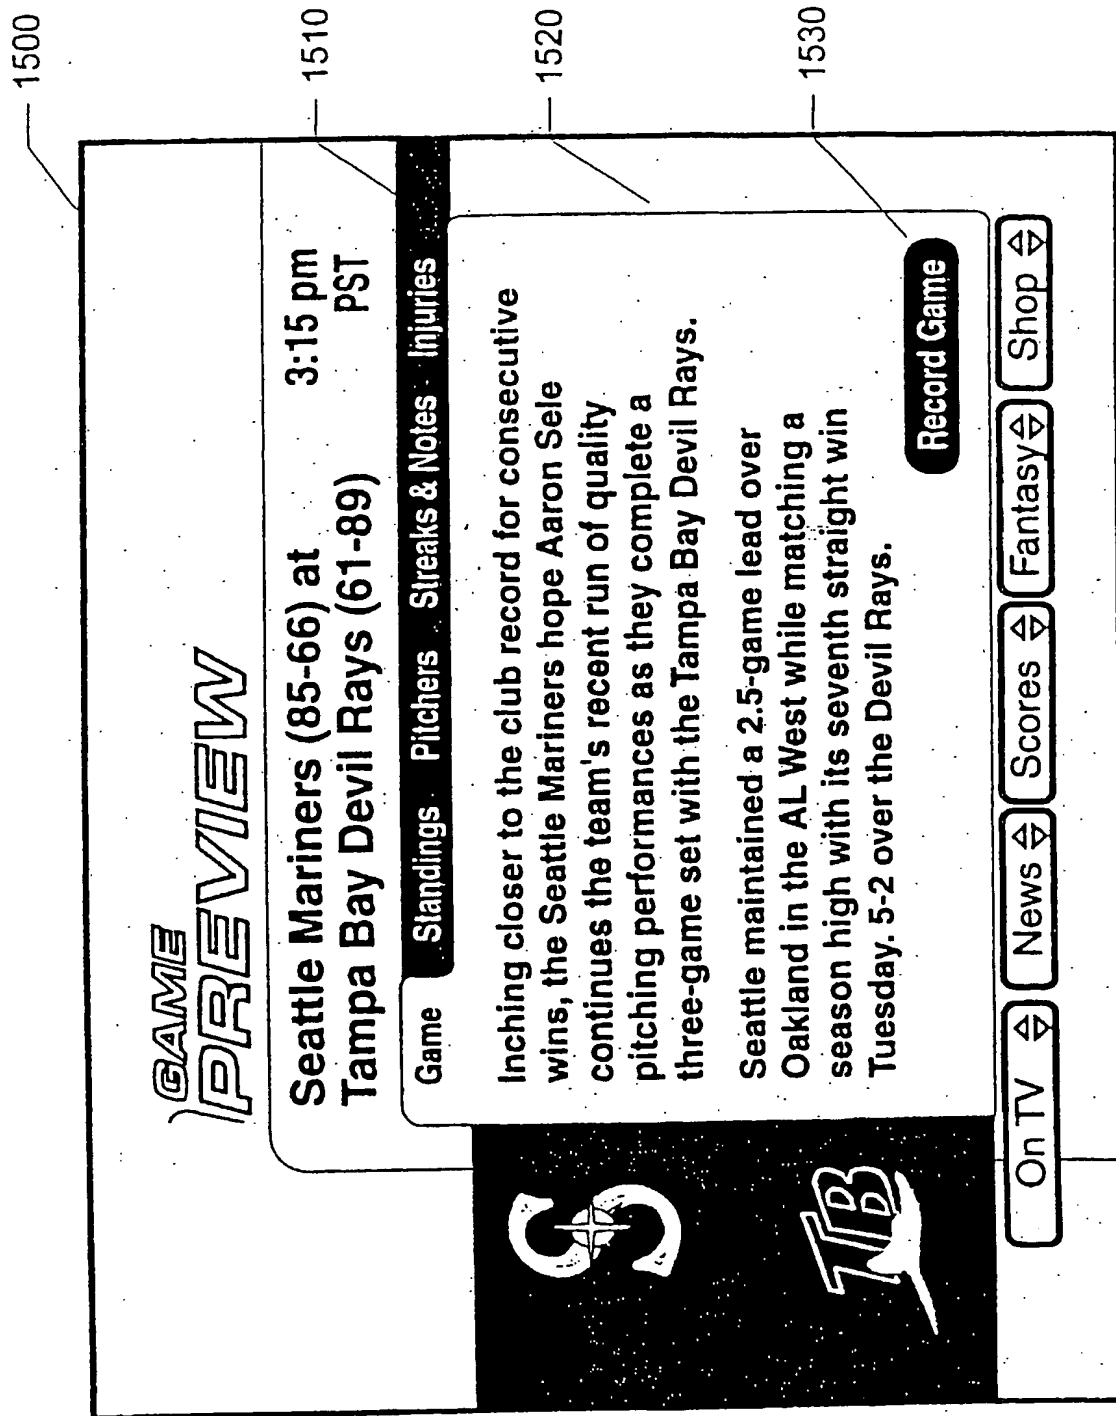 1500
GAME
PREVIEW
Seattle Mariners (85-66) at
Tampa Bay Devil Rays (61-89)
3:15 pm
PST
1510
Game Standings Pitchers Streaks & Notes Injuries
Inching closer to the club record for consecutive
wins, the Seattle Mariners hope Aaron Sele
continues the team's recent run of quality
pitching performances as they complete a
three-game set with the Tampa Bay Devil Rays.
1520
Seattle maintained a 2.5-game lead over
Oakland in the AL West while matching a
season high with its seventh straight win
Tuesday. 5-2 over the Devil Rays.
Record Game
1530
S
TB
On TV News Scores Fantasy Shop